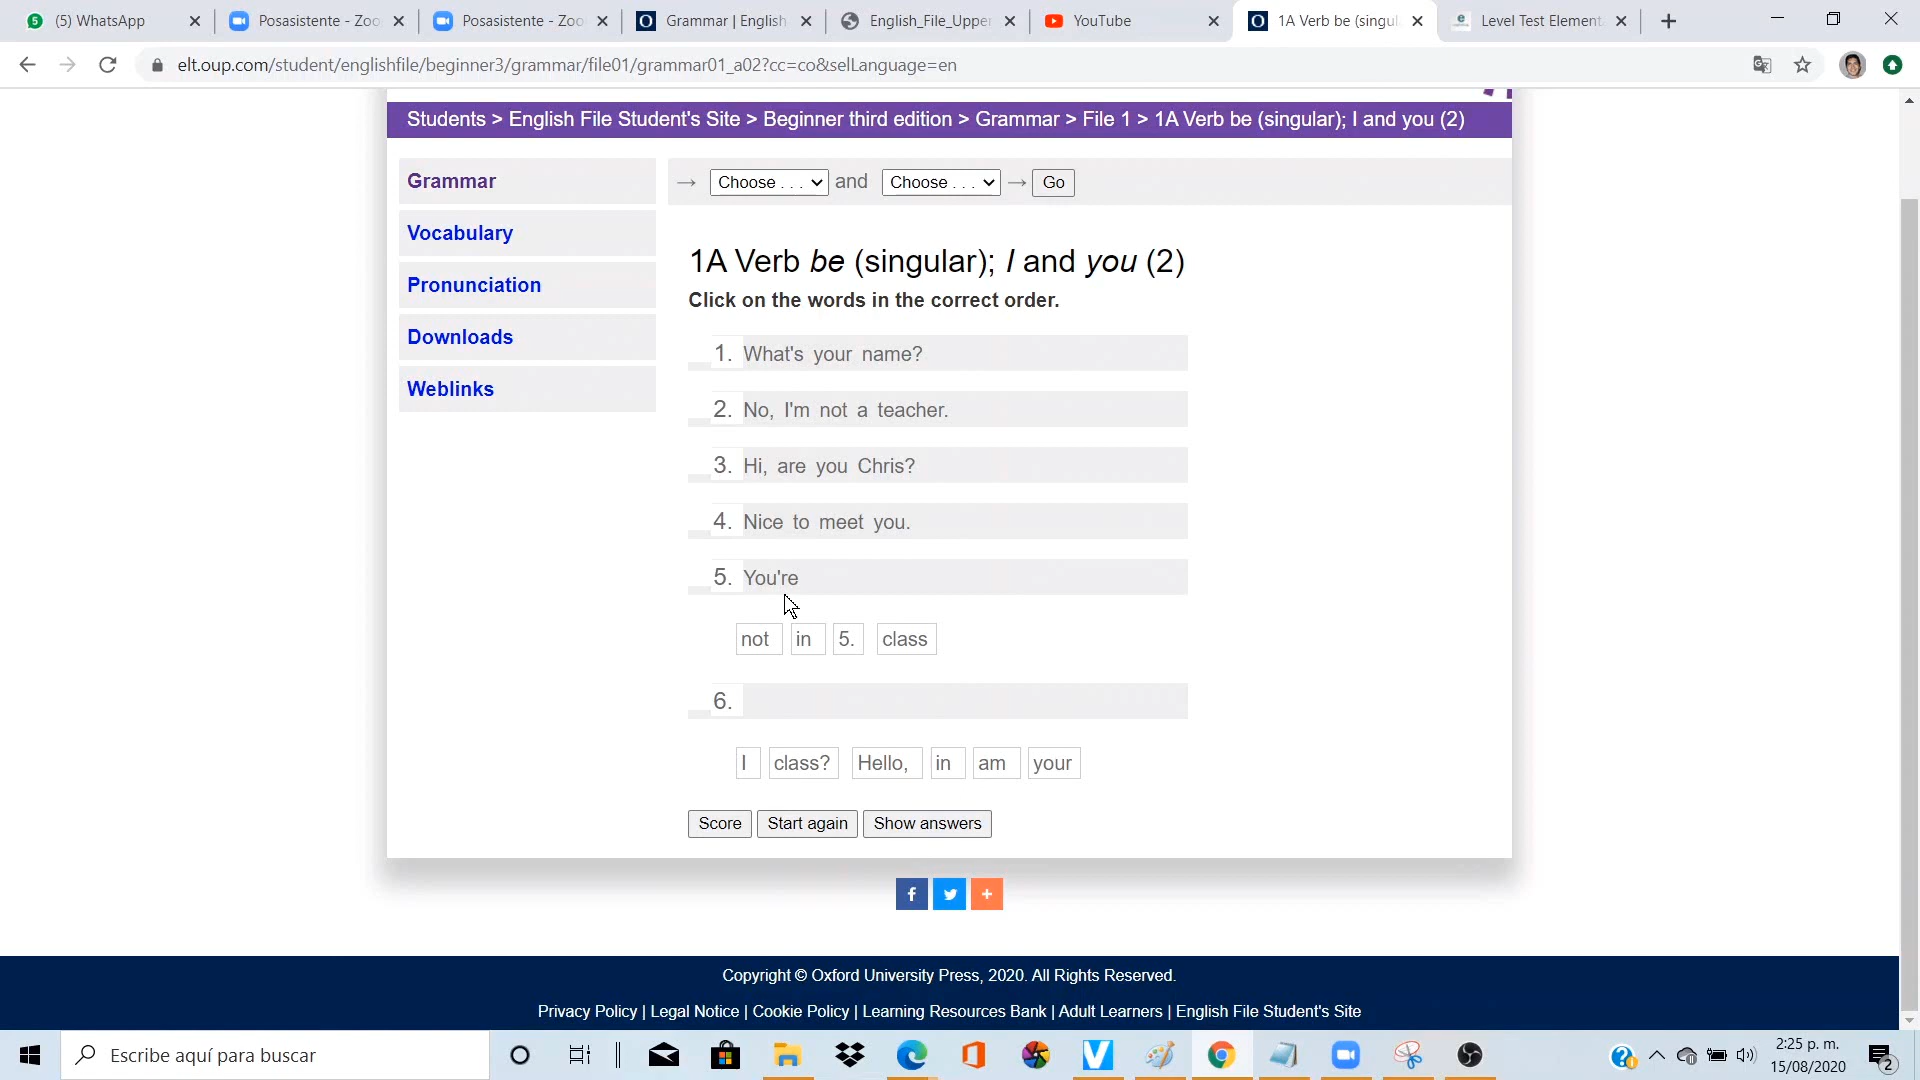 (5) WhatsApp
Posasistente - Zoo
Posasistente - Zoo
Grammar | English
English_File_Upper
YouTube
1A Verb be (singul
Level Test Element
elt.oup.com/student/englishfile/beginner3/grammar/file01/grammar01_a02?cc=co&selLanguage=en
Students > English File Student's Site > Beginner third edition > Grammar > File 1 > 1A Verb be (singular); I and you (2)
Grammar
Vocabulary
Pronunciation
Downloads
Weblinks
→ Choose . . . and Choose . . . → Go
1A Verb be (singular); I and you (2)
Click on the words in the correct order.
1. What's your name?
2. No, I'm not a teacher.
3. Hi, are you Chris?
4. Nice to meet you.
5. You're
not in 5. class
6.
I class? Hello, in am your
Score Start again Show answers
Copyright © Oxford University Press, 2020. All Rights Reserved.
Privacy Policy | Legal Notice | Cookie Policy | Learning Resources Bank | Adult Learners | English File Student's Site
Escribe aquí para buscar
2:25 p. m.
15/08/2020
2